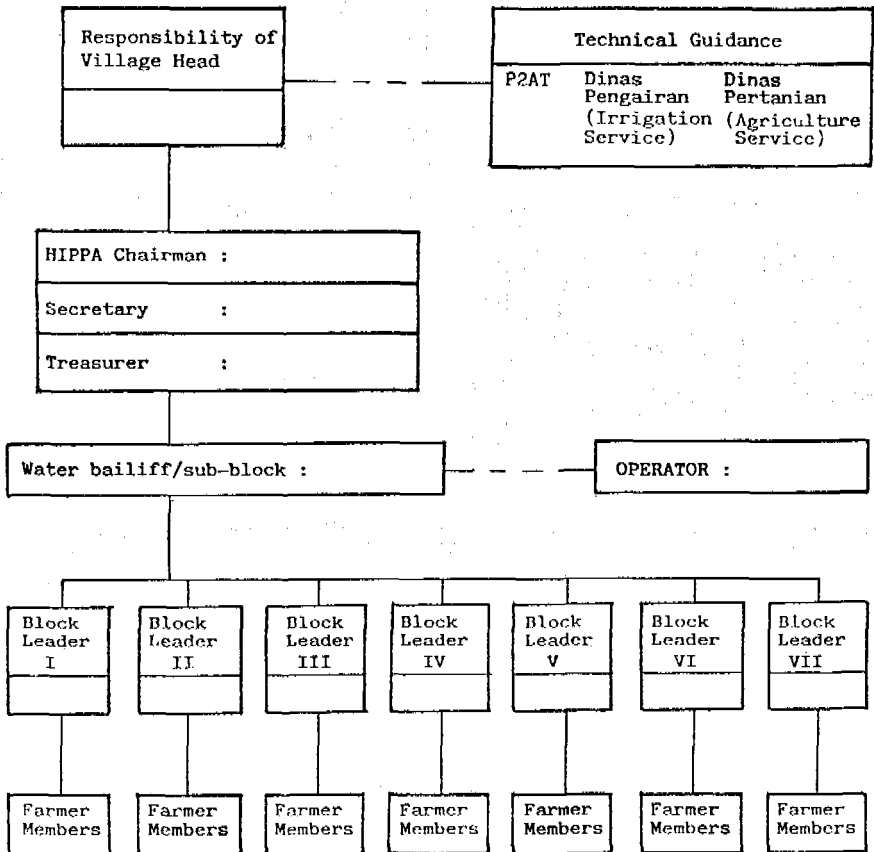 Responsibility of
Village Head
Technical Guidance
P2AT
Dinas
Pengairan
(Irrigation
Service)
Dinas
Pertanian
(Agriculture
Service)
HIPPA Chairman :
Secretary :
Treasurer :
Water bailiff/sub-block :
OPERATOR :
Block
Leader
I
Block
Leader
II
Block
Leader
III
Block
Leader
IV
Block
Leader
V
Block
Leader
VI
Block
Leader
VII
Farmer
Members
Farmer
Members
Farmer
Members
Farmer
Members
Farmer
Members
Farmer
Members
Farmer
Members